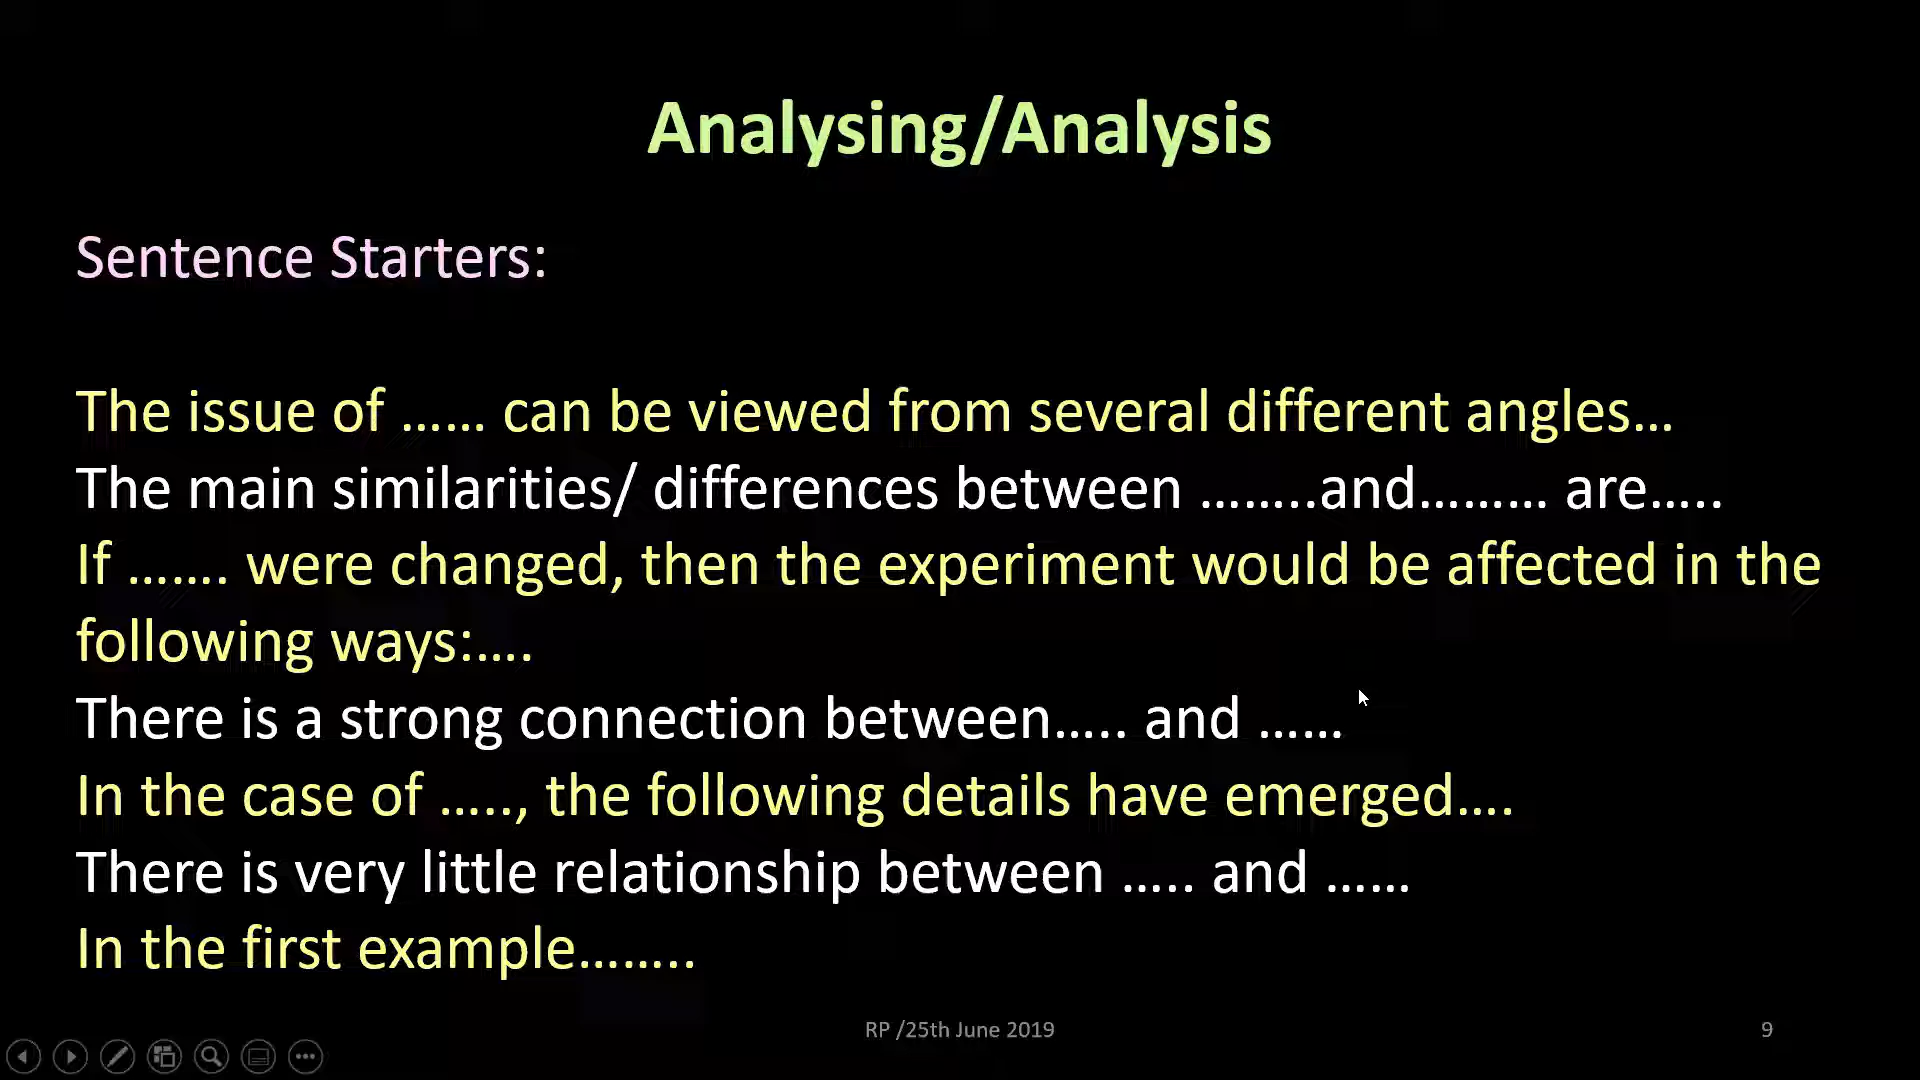 Analysing/Analysis
Sentence Starters:
The issue of …… can be viewed from several different angles…
The main similarities/ differences between ……..and……… are…..
If ……. were changed, then the experiment would be affected in the
following ways:….
There is a strong connection between….. and ……
In the case of ….., the following details have emerged….
There is very little relationship between ….. and ……
In the first example……..
RP /25th June 2019
9